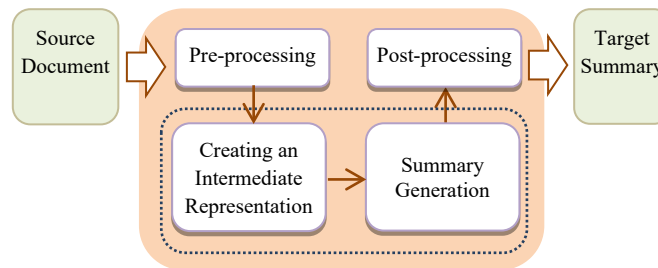 Source
Document
Pre-processing
Post-processing
Target
Summary
Creating an
Intermediate
Representation
Summary
Generation